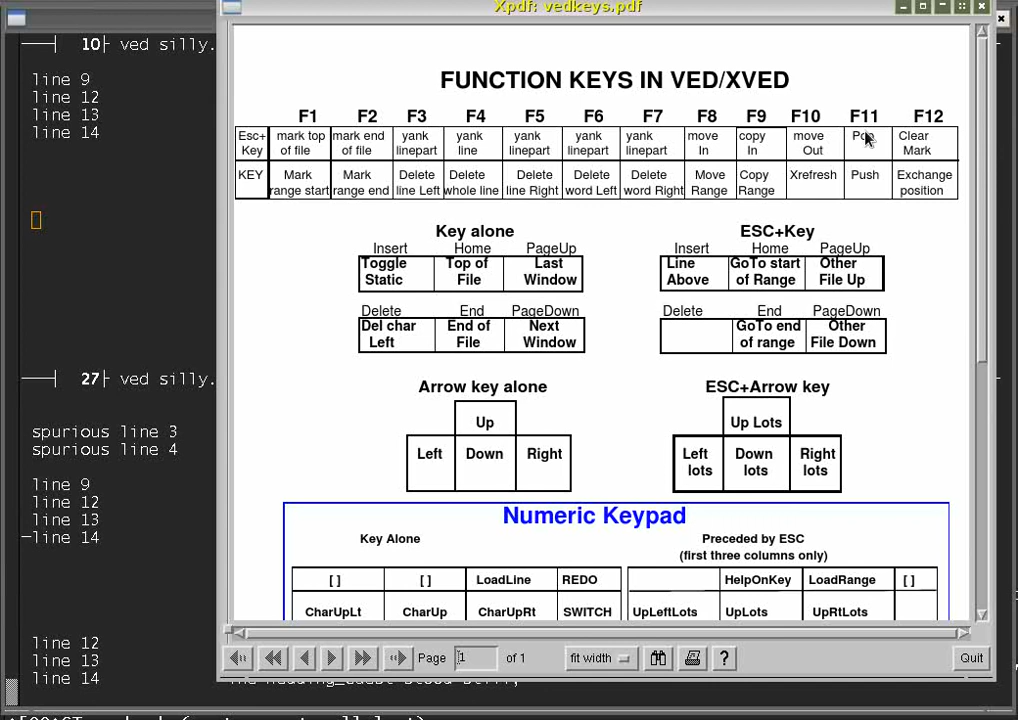 Xpdf: vedkeys.pdf
10 ved silly.
line 9
line 12
line 13
line 14
27 ved silly.
spurious line 3
spurious line 4
line 9
line 12
line 13
line 14
line 12
line 13
line 14
FUNCTION KEYS IN VED/XVED
F1 F2 F3 F4 F5 F6 F7 F8 F9 F10 F11 F12
Esc+ mark top mark end yank yank yank yank yank move copy move Pop Clear
Key of file of file linepart line linepart linepart linepart In In Out Mark
KEY Mark Mark Delete Delete Delete Delete Delete Move Copy Xrefresh Push Exchange
range start range end line Left whole line line Right word Left word Right Range Range position
Key alone ESC+Key
Insert Home PageUp Insert Home PageUp
Toggle Top of Last Line GoTo start Other
Static File Window Above of Range File Up
Delete End PageDown Delete End PageDown
Del char End of Next GoTo end Other
Left File Window of range File Down
Arrow key alone ESC+Arrow key
Up Up Lots
Left Down Right Left Down Right
lots lots lots
Numeric Keypad
Key Alone Preceded by ESC
(first three columns only)
[ ] [ ] LoadLine REDO HelpOnKey LoadRange [ ]
CharUpLt CharUp CharUpRt SWITCH UpLeftLots UpLots UpRtLots
Page 1 of 1 fit width ? Quit